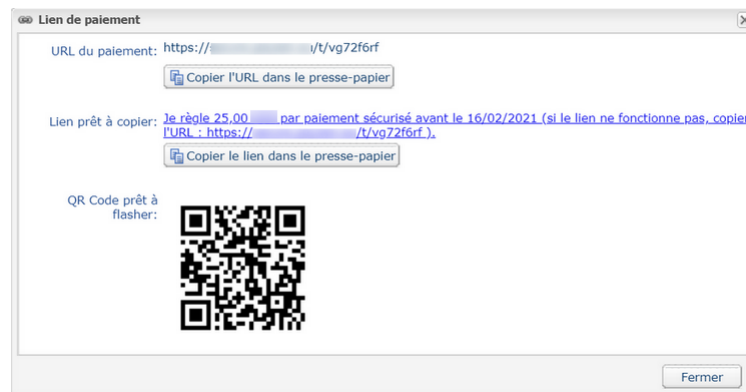 Lien de paiement
URL du paiement: https:// /t/vg72f6rf
Copier l'URL dans le presse-papier
Lien prêt à copier: Je règle 25,00 par paiement sécurisé avant le 16/02/2021 (si le lien ne fonctionne pas, copier
l'URL : https:// /t/vg72f6rf ).
Copier le lien dans le presse-papier
QR Code prêt à
flasher:
Fermer